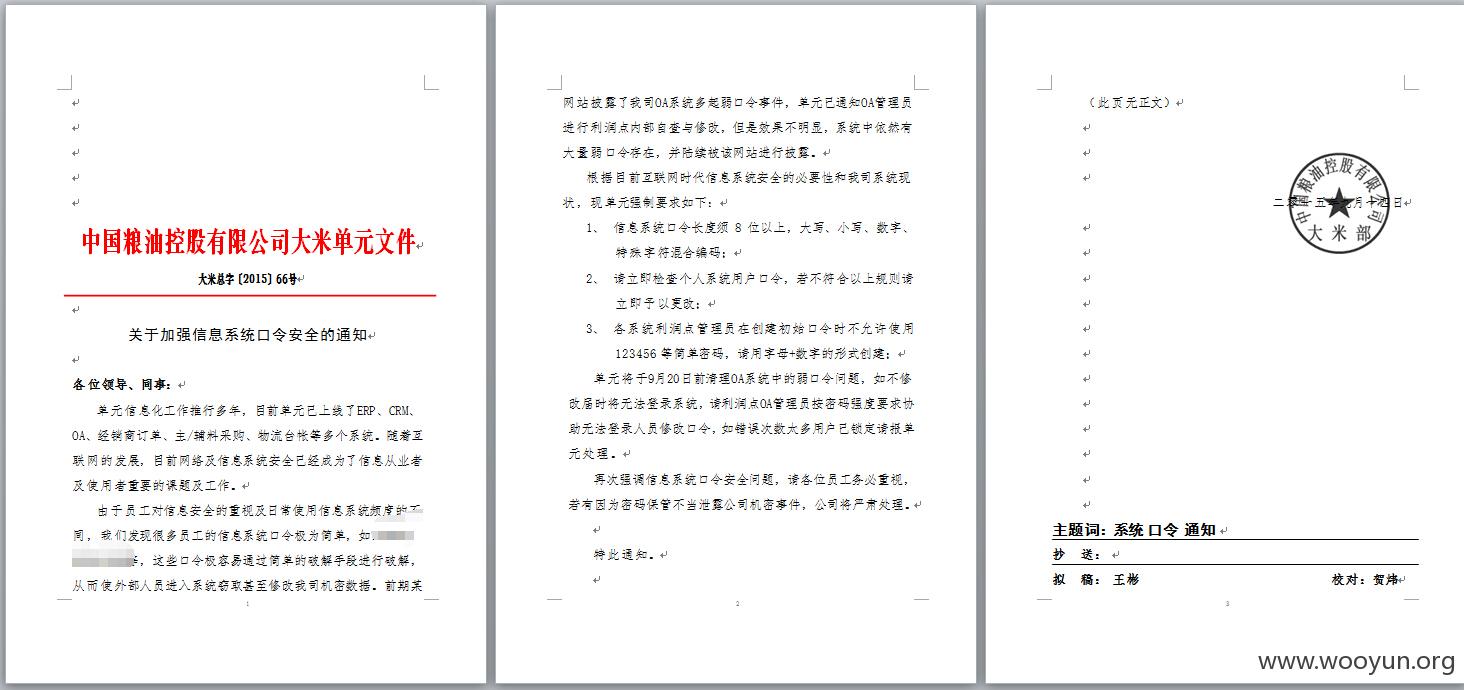 中国粮油控股有限公司大米单元文件
大米总字〔2015〕66号
关于加强信息系统口令安全的通知
各位领导、同事：
单元信息化工作推行多年，目前单元已上线了ERP、CRM、
OA、经销商订单、主/辅料采购、物流台帐等多个系统。随着互
联网的发展，目前网络及信息系统安全已经成为了信息从业者
及使用者重要的课题及工作。
由于员工对信息安全的重视及日常使用信息系统频度的不
同，我们发现很多员工的信息系统口令极为简单，如
等，这些口令极容易通过简单的破解手段进行破解，
从而使外部人员进入系统窃取甚至修改我司机密数据。前期某
1
网站披露了我司OA系统多起弱口令事件，单元已通知OA管理员
进行利润点内部自查与修改，但是效果不明显，系统中依然有
大量弱口令存在，并陆续被该网站进行披露。
根据目前互联网时代信息系统安全的必要性和我司系统现
状，现单元强制要求如下：
1、 信息系统口令长度须 8 位以上，大写、小写、数字、
特殊字符混合编码；
2、 请立即检查个人系统用户口令，若不符合以上规则请
立即予以更改；
3、 各系统利润点管理员在创建初始口令时不允许使用
123456 等简单密码，请用字母+数字的形式创建；
单元将于9月20日前清理OA系统中的弱口令问题，如不修
改届时将无法登录系统，请利润点OA管理员按密码强度要求协
助无法登录人员修改口令，如错误次数太多用户已锁定请报单
元处理。
再次强调信息系统口令安全问题，请各位员工务必重视，
若有因为密码保管不当泄露公司机密事件，公司将严肃处理。
特此通知。
2
（此页无正文）
中国粮油控股有限公司
二零一五年九月十四日
大米部
主题词：系统 口令 通知
抄 送：
拟 稿： 王彬 校对：贺炜
3
www.wooyun.org